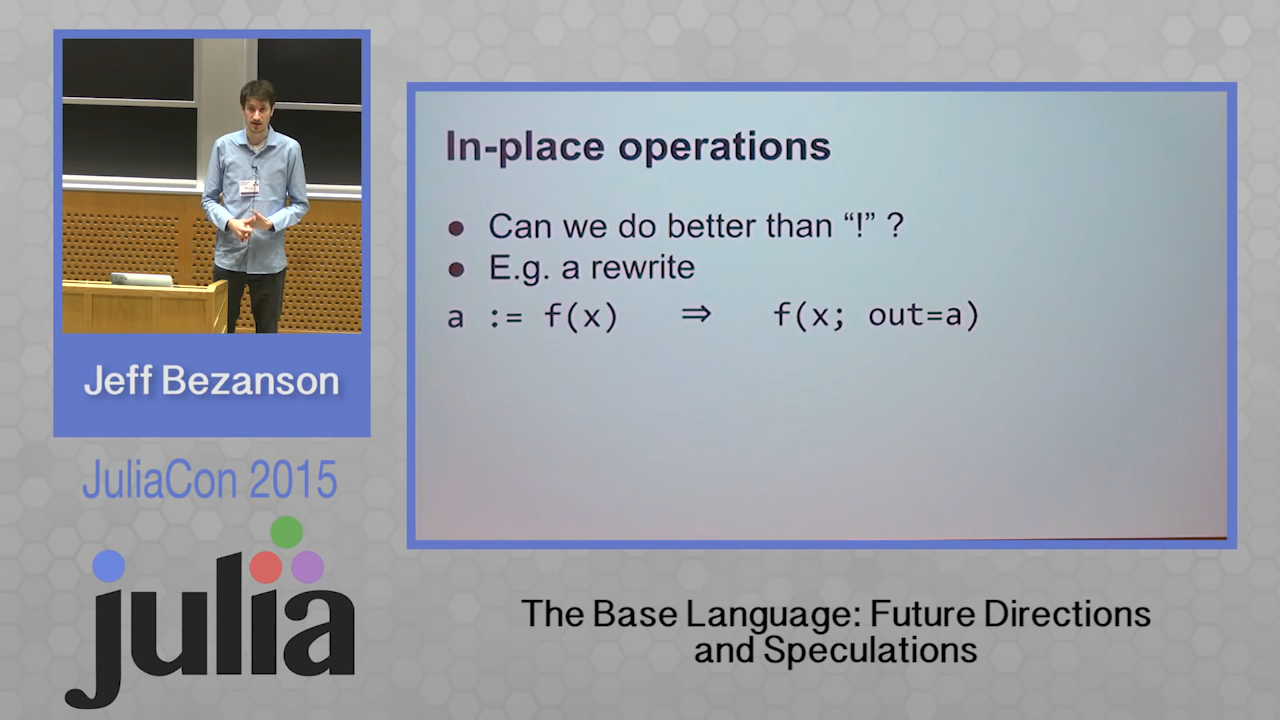 In-place operations
● Can we do better than “!” ?
● E.g. a rewrite
a := f(x) ⇒ f(x; out=a)
Jeff Bezanson
JuliaCon 2015
julia
The Base Language: Future Directions
and Speculations